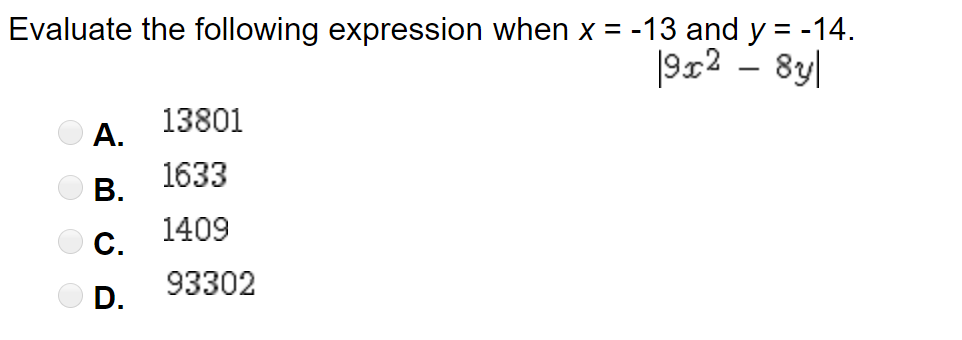 Evaluate the following expression when x = -13 and y = -14.
|9x² − 8y|
A. 13801
B. 1633
C. 1409
D. 93302